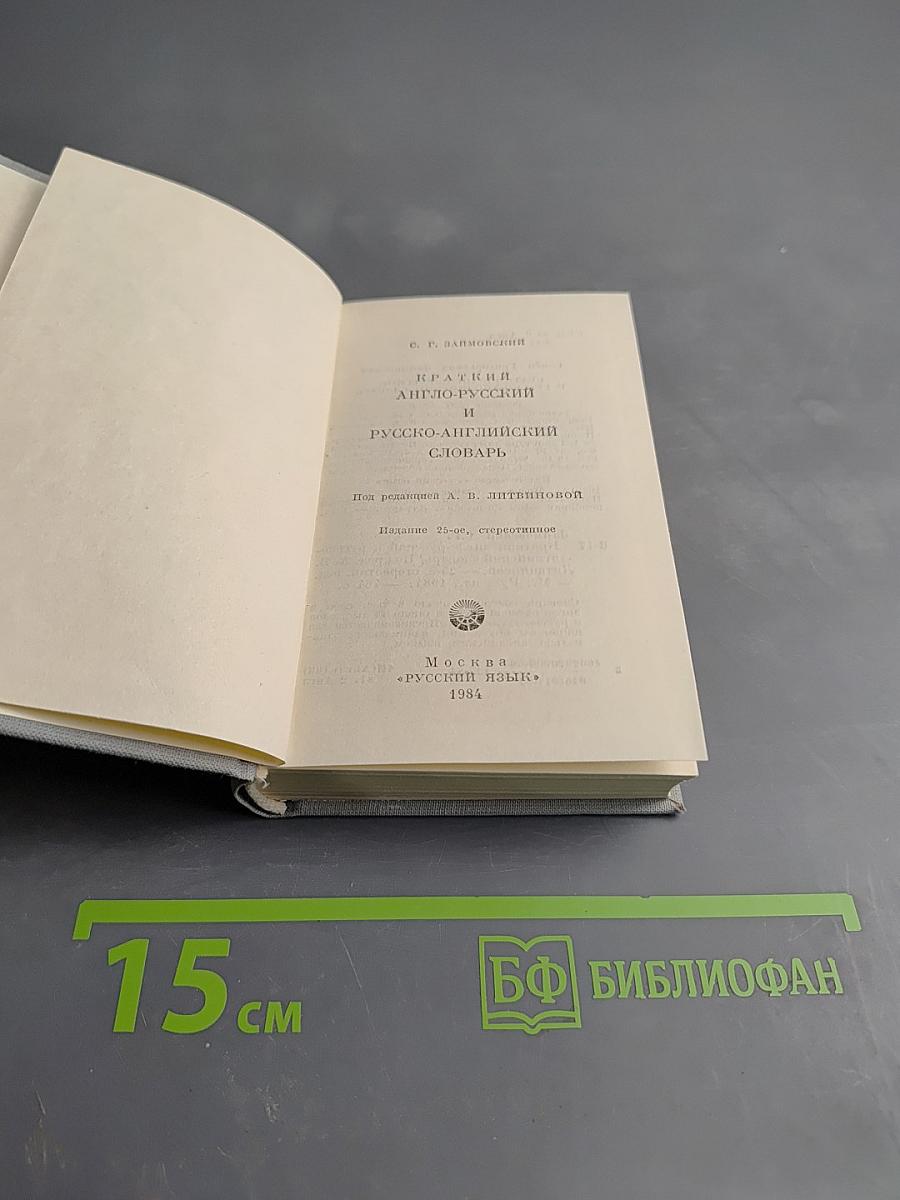 С. Г. ЗАИМОВСКИЙ
КРАТКИЙ
АНГЛО-РУССКИЙ
И
РУССКО-АНГЛИЙСКИЙ
СЛОВАРЬ
Под редакцией А. В. ЛИТВИНОВОЙ
Издание 25-ое, стереотипное
Москва
«РУССКИЙ ЯЗЫК»
1984
15 см
БФ БИБЛИОФАН